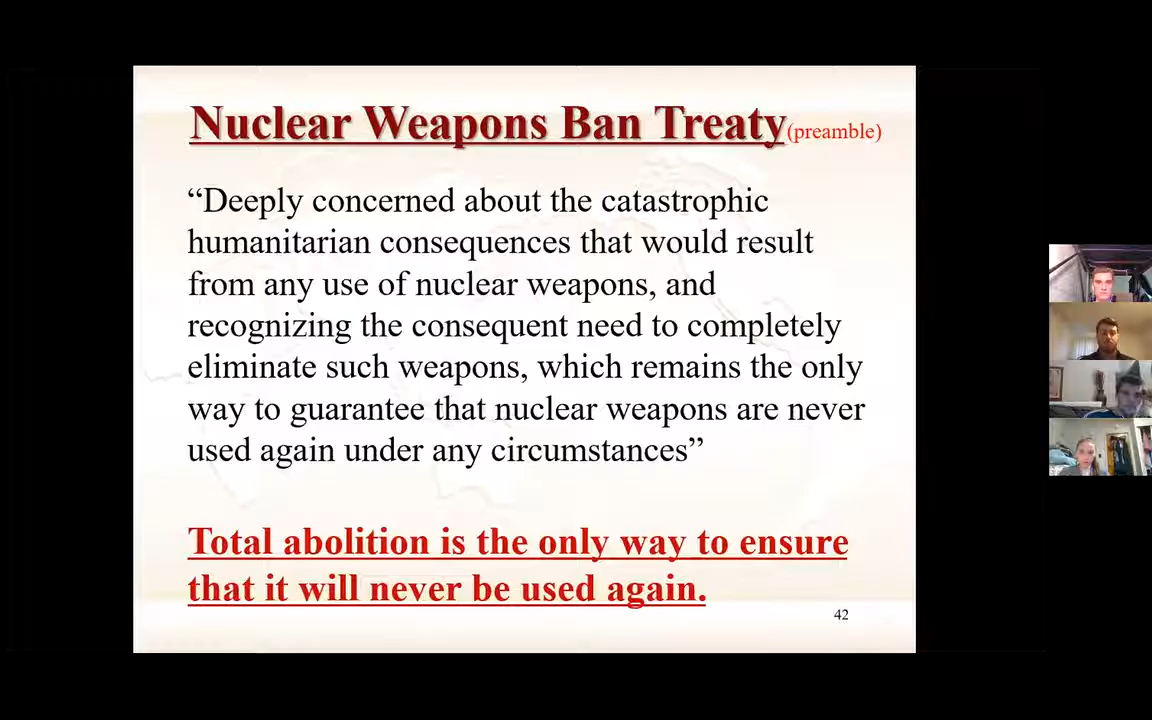 Nuclear Weapons Ban Treaty(preamble)
“Deeply concerned about the catastrophic
humanitarian consequences that would result
from any use of nuclear weapons, and
recognizing the consequent need to completely
eliminate such weapons, which remains the only
way to guarantee that nuclear weapons are never
used again under any circumstances”
Total abolition is the only way to ensure
that it will never be used again.
42